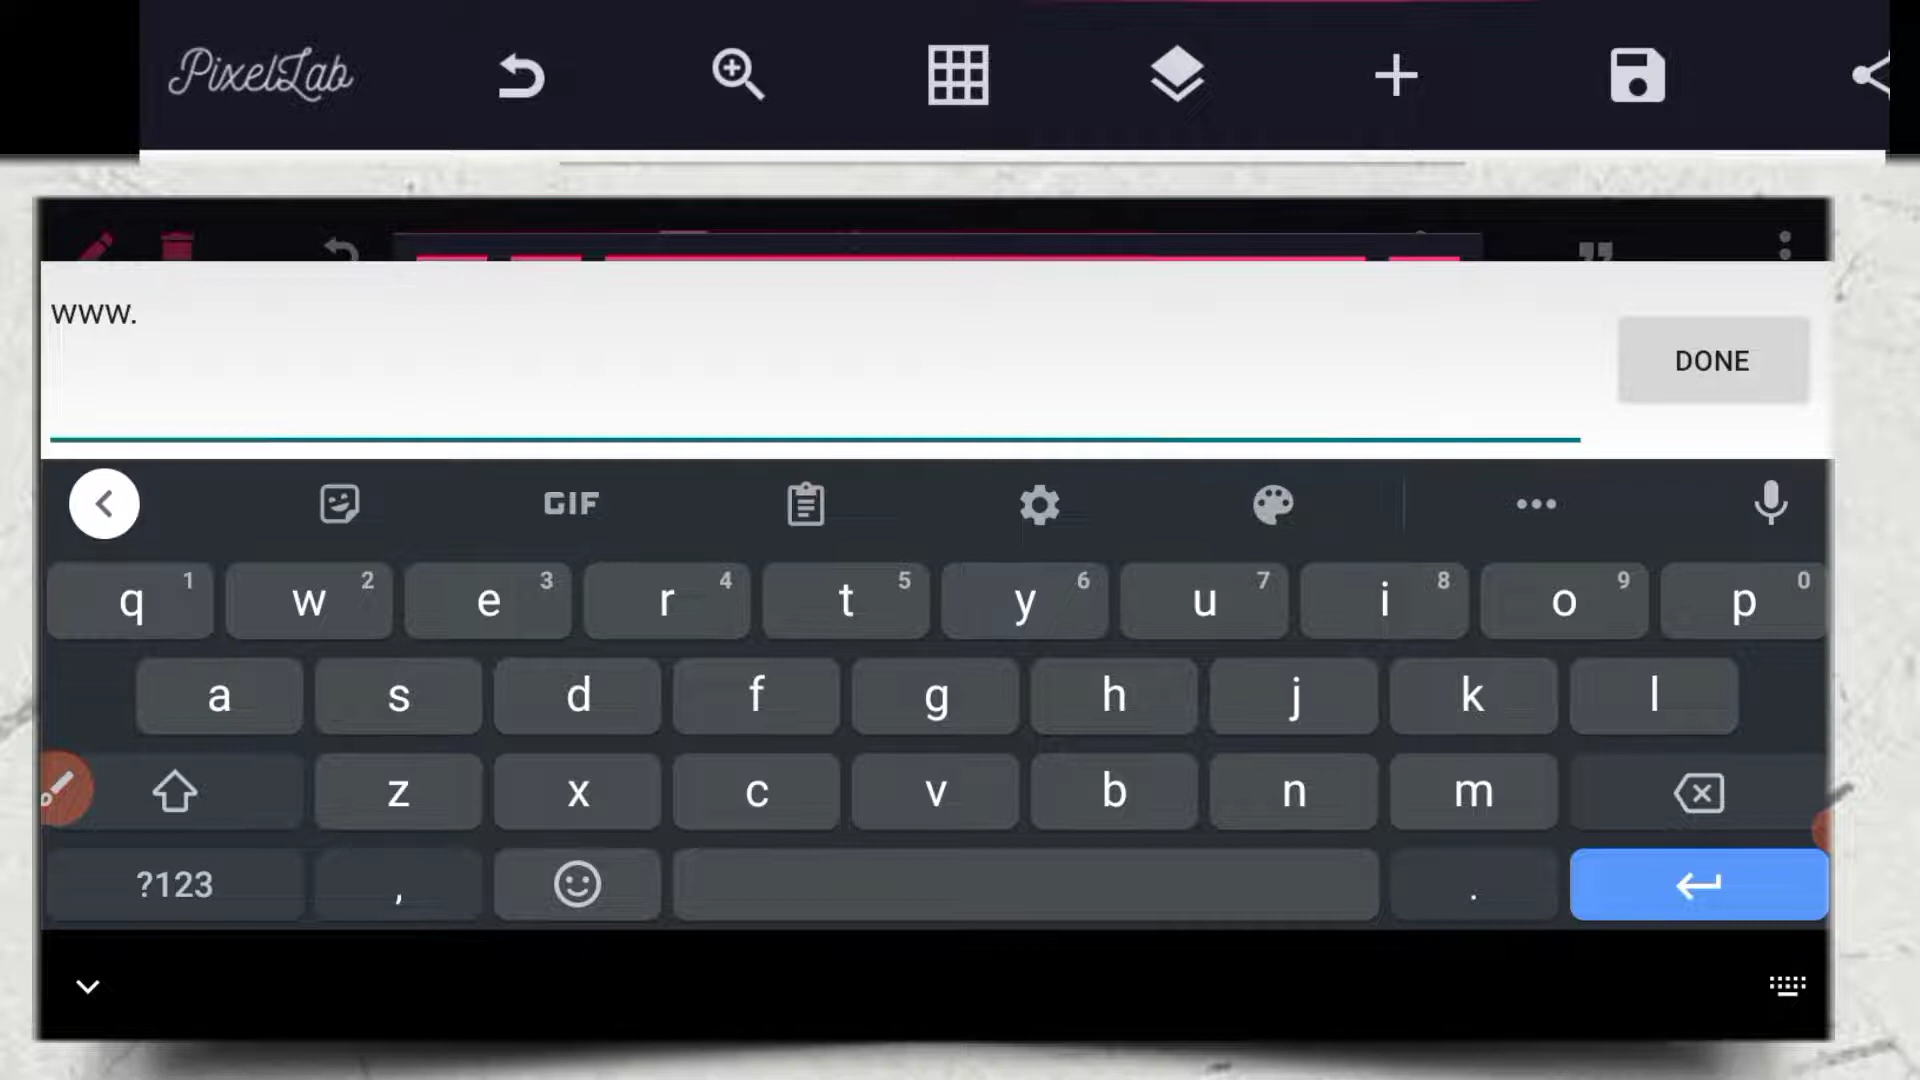 PixelLab
www.
DONE
GIF
q 1 w 2 e 3 r 4 t 5 y 6 u 7 i 8 o 9 p 0
a s d f g h j k l
z x c v b n m
?123 , .